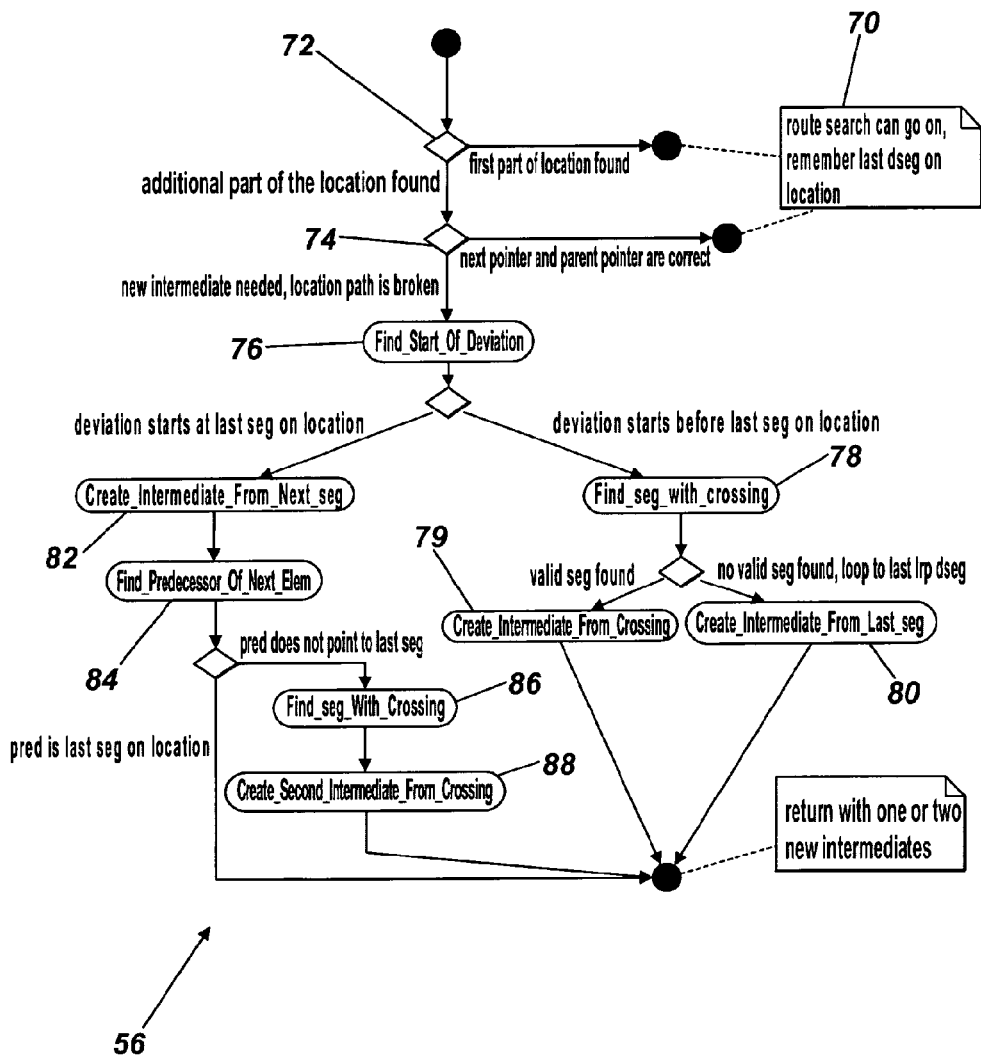 70
72
route search can go on,
remember last dseg on
location
first part of location found
additional part of the location found
74
next pointer and parent pointer are correct
new intermediate needed, location path is broken
76
Find_Start_Of_Deviation
deviation starts at last seg on location
deviation starts before last seg on location
78
Create_Intermediate_From_Next_seg
Find_seg_with_crossing
82
79
Find_Predecessor_Of_Next_Elem
valid seg found
no valid seg found, loop to last lrp dseg
Create_Intermediate_From_Crossing
Create_Intermediate_From_Last_seg
84
pred does not point to last seg
86
80
Find_seg_With_Crossing
pred is last seg on location
88
Create_Second_Intermediate_From_Crossing
return with one or two
new intermediates
56